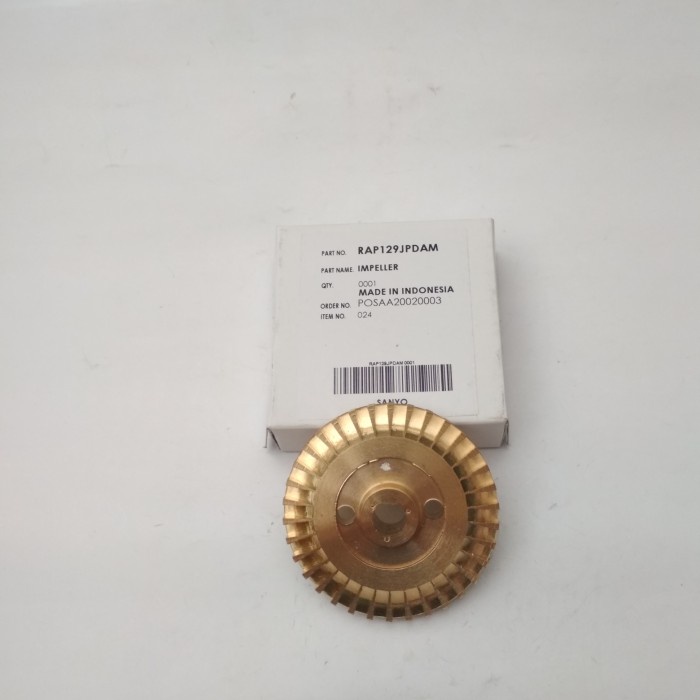 PART NO. RAP129JPDAM
PART NAME. IMPELLER
QTY. 0001
MADE IN INDONESIA
ORDER NO. POSAA20020003
ITEM NO. 024
RAP129JPDAM 0001
SANYO